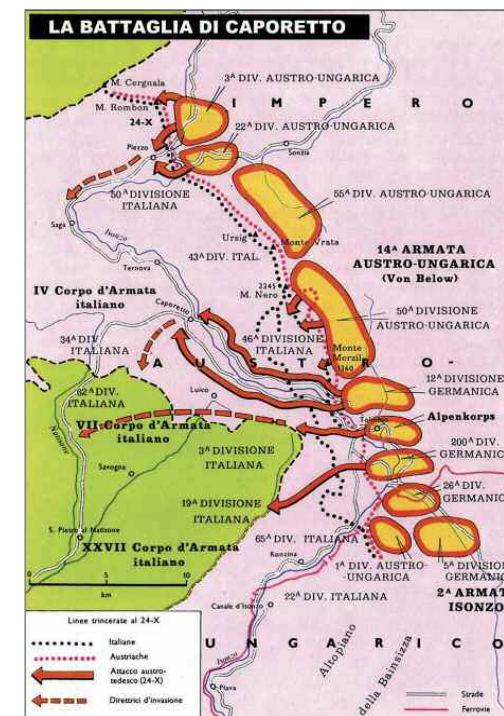 LA BATTAGLIA DI CAPORETTO
M. Cergnala
3ª DIV. AUSTRO-UNGARICA
M. Rombon
I M P E R O
24-X
22ª DIV. AUSTRO-UNGARICA
Plezzo
Sonzia
50ª DIVISIONE
ITALIANA
55ª DIV. AUSTRO-UNGARICA
Saga
Isonzo
Ursig
Monte Vrata
43ª DIV. ITAL.
14ª ARMATA
AUSTRO-UNGARICA
(Von Below)
Ternova
2245
M. Nero
IV Corpo d'Armata
italiano
Caporetto
50ª DIVISIONE
AUSTRO-UNGARICA
34ª DIV.
ITALIANA
46ª DIVISIONE
ITALIANA
Monte
Merzli
1360
A U S T R O -
12ª DIVISIONE
GERMANICA
62ª DIV.
ITALIANA
Luico
Alpenkorps
VII Corpo d'Armata
italiano
Natisone
3ª DIVISIONE
ITALIANA
200ª DIV.
GERMANICA
Savogna
19ª DIVISIONE
ITALIANA
26ª DIV.
GERMANICA
S. Pietro al Natisone
XXVII Corpo d'Armata
italiano
65ª DIV. ITALIANA
Ronzina
1ª DIV. AUSTRO-
UNGARICA
5ª DIVISION
GERMAN
2ª ARMAT
ISONZO
0
10
km
22ª DIV. ITALIANA
Canale d'Isonzo
Linee trincerate al 24-X
Italiane
Austriache
Attacco austro-
tedesco (24-X)
Direttrici d'invasione
U N G A R I C O
Isonzo
Plava
Altopiano
della Bainsizza
Strade
Ferrovie